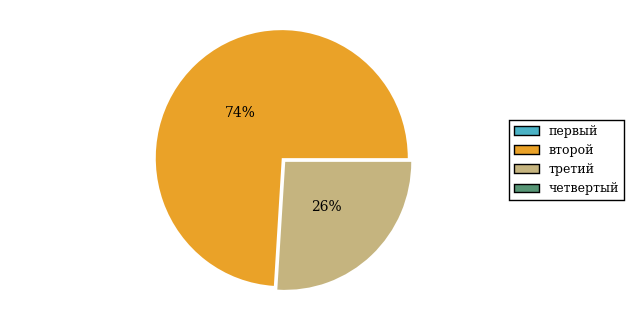 74%
26%
первый
второй
третий
четвертый